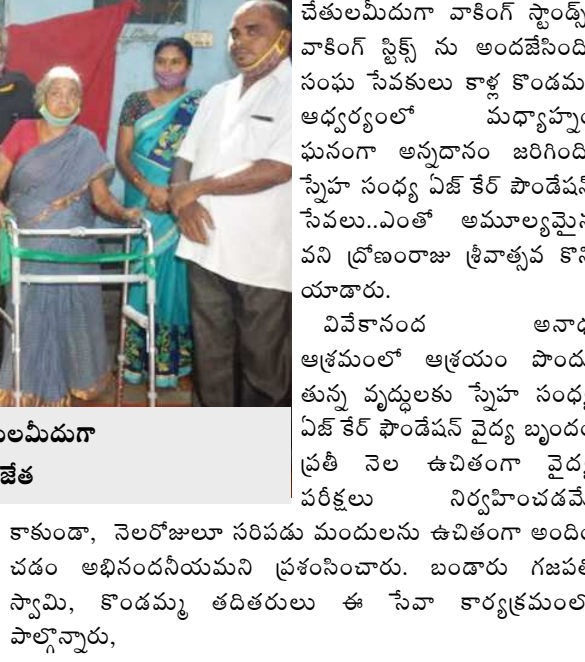 చేతులమీదుగా వాకింగ్ స్టాండ్స్
వాకింగ్ స్టిక్స్ ను అందజేసింది
సంఘ సేవకులు కాళ్ల కొండమ
ఆధ్వర్యంలో మధ్యాహ్నం
ఘనంగా అన్నదానం జరిగింది
స్నేహ సంధ్య ఏజ్ కేర్ పౌండేషన్
సేవలు..ఎంతో అమూల్యమైన
వని ద్రోణంరాజు శ్రీవాత్సవ కొని
యాడారు.
వివేకానంద అనాధ
ఆశ్రమంలో ఆశ్రయం పొందు
తున్న వృద్ధులకు స్నేహ సంధ్య
ఏజ్ కేర్ ఫౌండేషన్ వైద్య బృందం
ప్రతీ నెల ఉచితంగా వైద్య
పరీక్షలు నిర్వహించడమే
కాకుండా, నెలరోజులూ సరిపడు మందులను ఉచితంగా అందిం
చడం అభినందనీయమని ప్రశంసించారు. బండారు గజపతి
స్వామి, కొండమ్మ తదితరులు ఈ సేవా కార్యక్రమంలో
పాల్గొన్నారు,
లమీదుగా
జేత